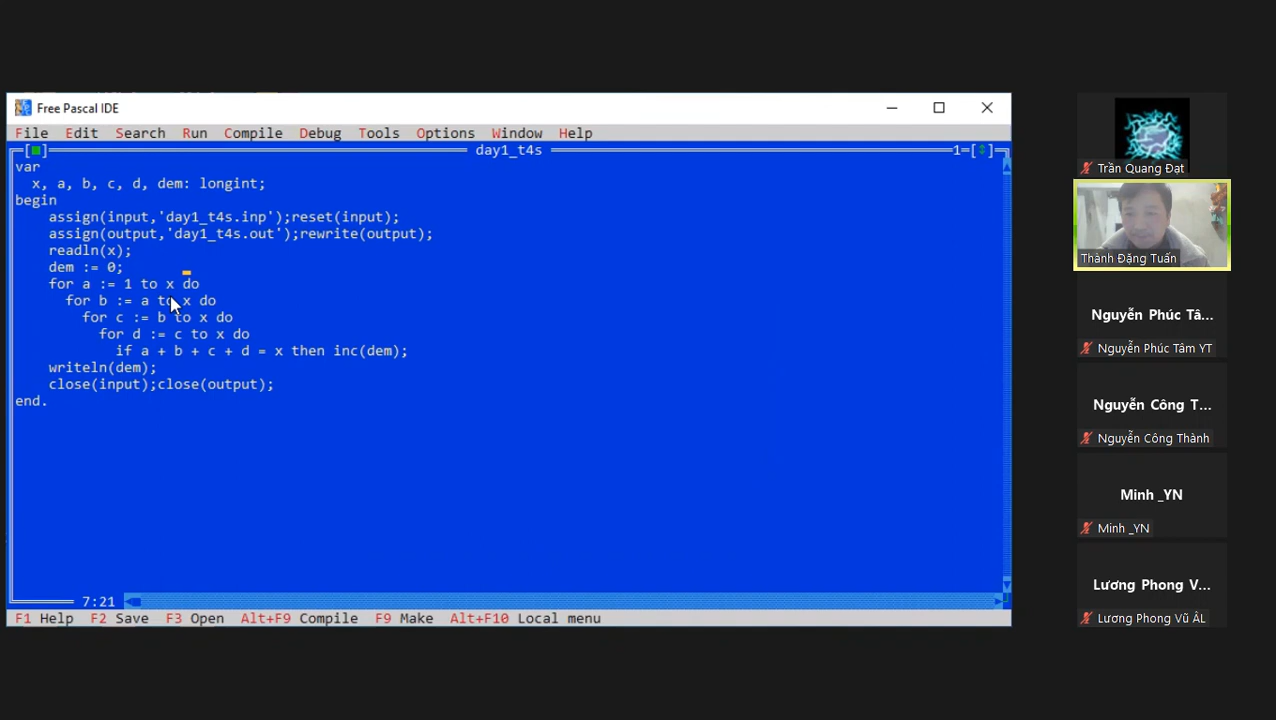 Free Pascal IDE
File Edit Search Run Compile Debug Tools Options Window Help
day1_t4s 1
var
x, a, b, c, d, dem: longint;
begin
assign(input,'day1_t4s.inp');reset(input);
assign(output,'day1_t4s.out');rewrite(output);
readln(x);
dem := 0;
for a := 1 to x do
for b := a to x do
for c := b to x do
for d := c to x do
if a + b + c + d = x then inc(dem);
writeln(dem);
close(input);close(output);
end.
7:21
F1 Help F2 Save F3 Open Alt+F9 Compile F9 Make Alt+F10 Local menu
Trần Quang Đạt
Thành Đặng Tuấn
Nguyễn Phúc Tâ...
Nguyễn Phúc Tâm YT
Nguyễn Công T...
Nguyễn Công Thành
Minh _YN
Minh _YN
Lương Phong V...
Lương Phong Vũ ÂL